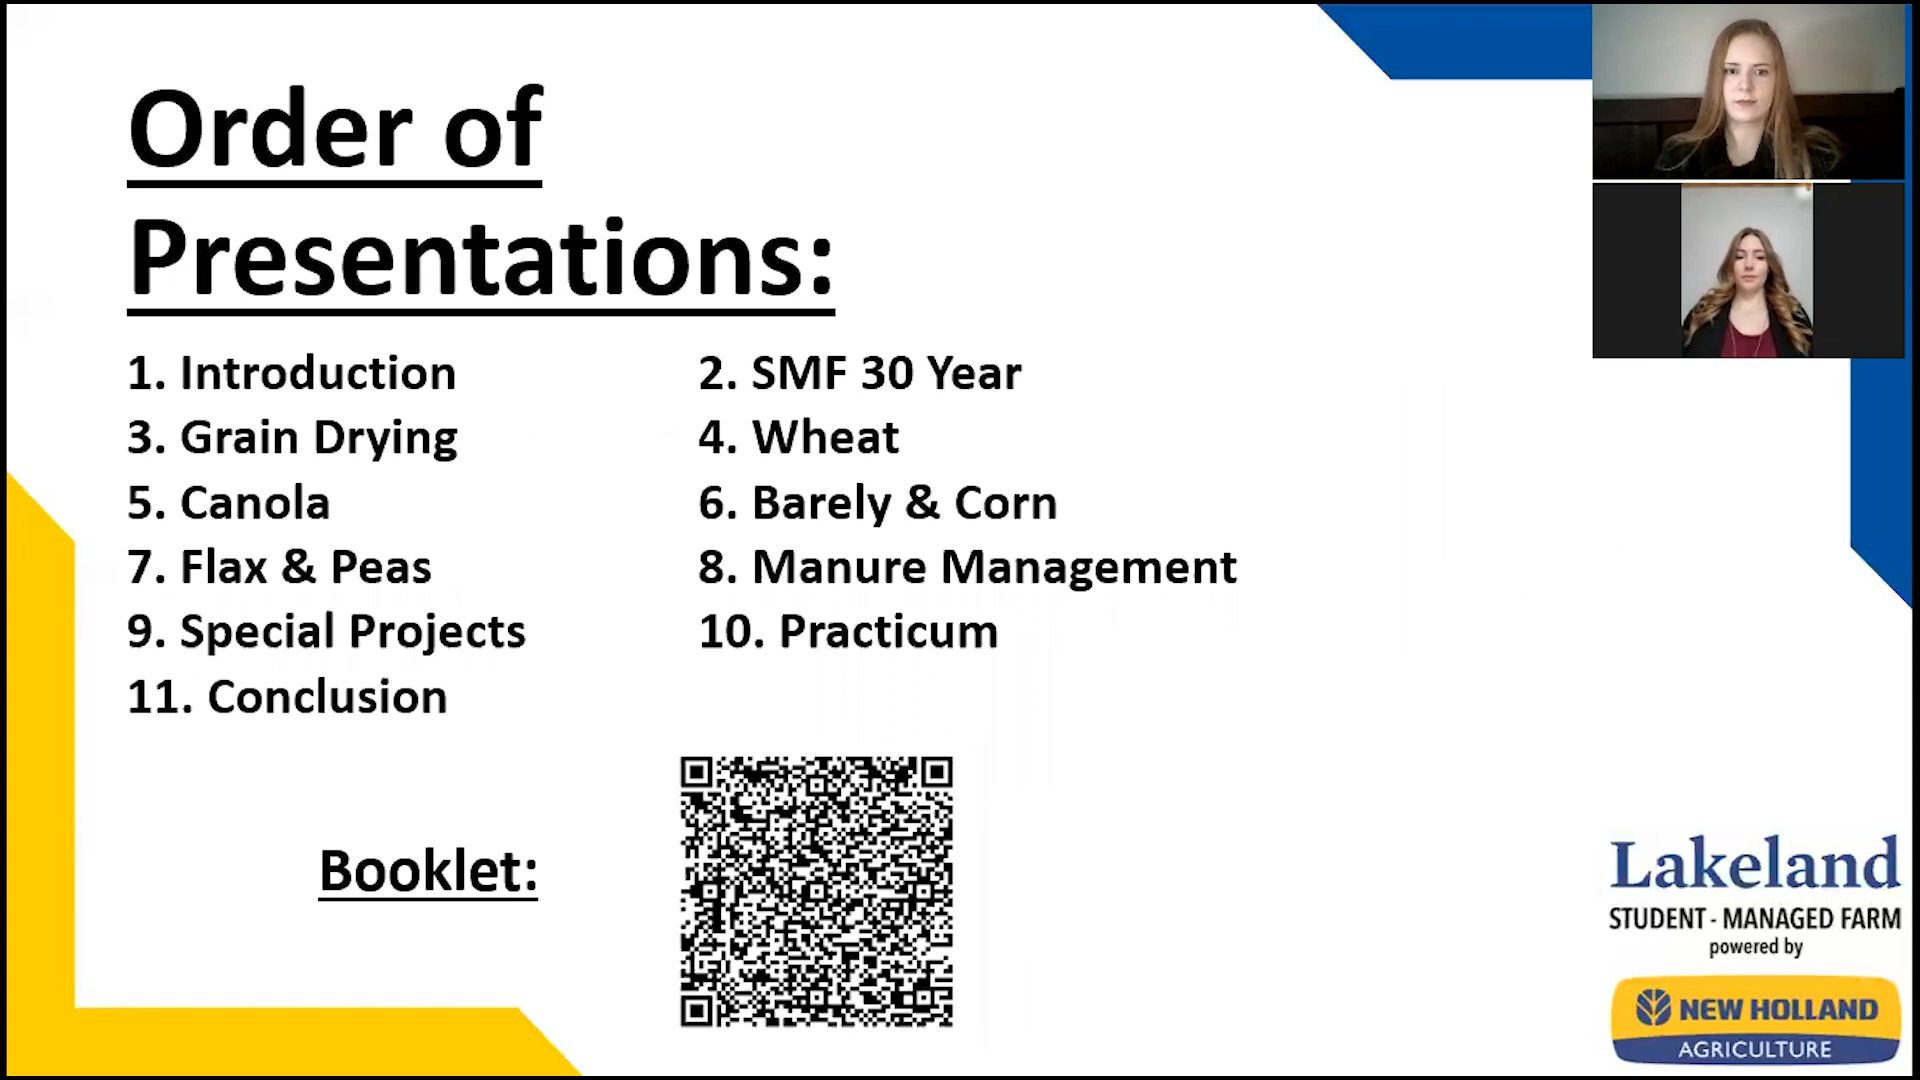 Order of
Presentations:
1. Introduction
2. SMF 30 Year
3. Grain Drying
4. Wheat
5. Canola
6. Barely & Corn
7. Flax & Peas
8. Manure Management
9. Special Projects
10. Practicum
11. Conclusion
Booklet:
Lakeland
STUDENT - MANAGED FARM
powered by
NEW HOLLAND
AGRICULTURE